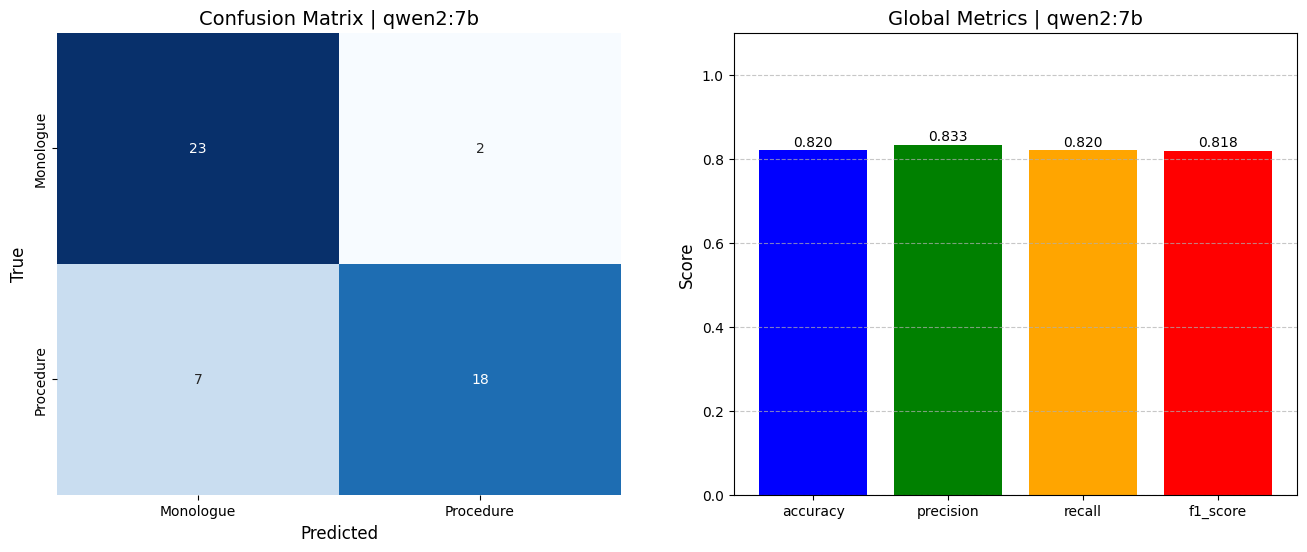 Confusion Matrix | qwen2:7b
True
Monologue
23
2
Procedure
7
18
Monologue
Procedure
Predicted
Global Metrics | qwen2:7b
Score
1.0
0.8
0.6
0.4
0.2
0.0
0.820
0.833
0.820
0.818
accuracy
precision
recall
f1_score